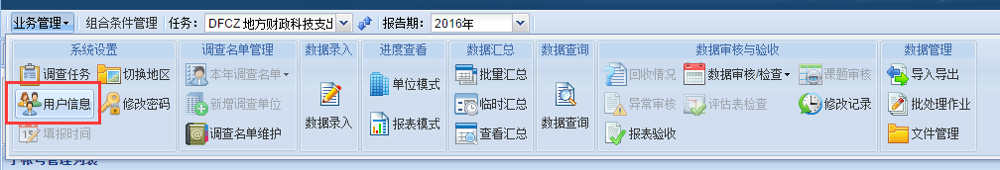 业务管理 组合条件管理 任务: DFCZ 地方财政科技支出 报告期: 2016年
系统设置 调查名单管理 数据录入 进度查看 数据汇总 数据查询 数据审核与验收 数据管理
调查任务 切换地区 本年调查名单 单位模式 批量汇总 回收情况 数据审核/检查 课题审核 导入导出
用户信息 修改密码 新增调查单位 数据录入 报表模式 临时汇总 数据查询 异常审核 评估表检查 修改记录 批处理作业
填报时间 调查名单维护 查看汇总 报表验收 文件管理
子帐号管理列表